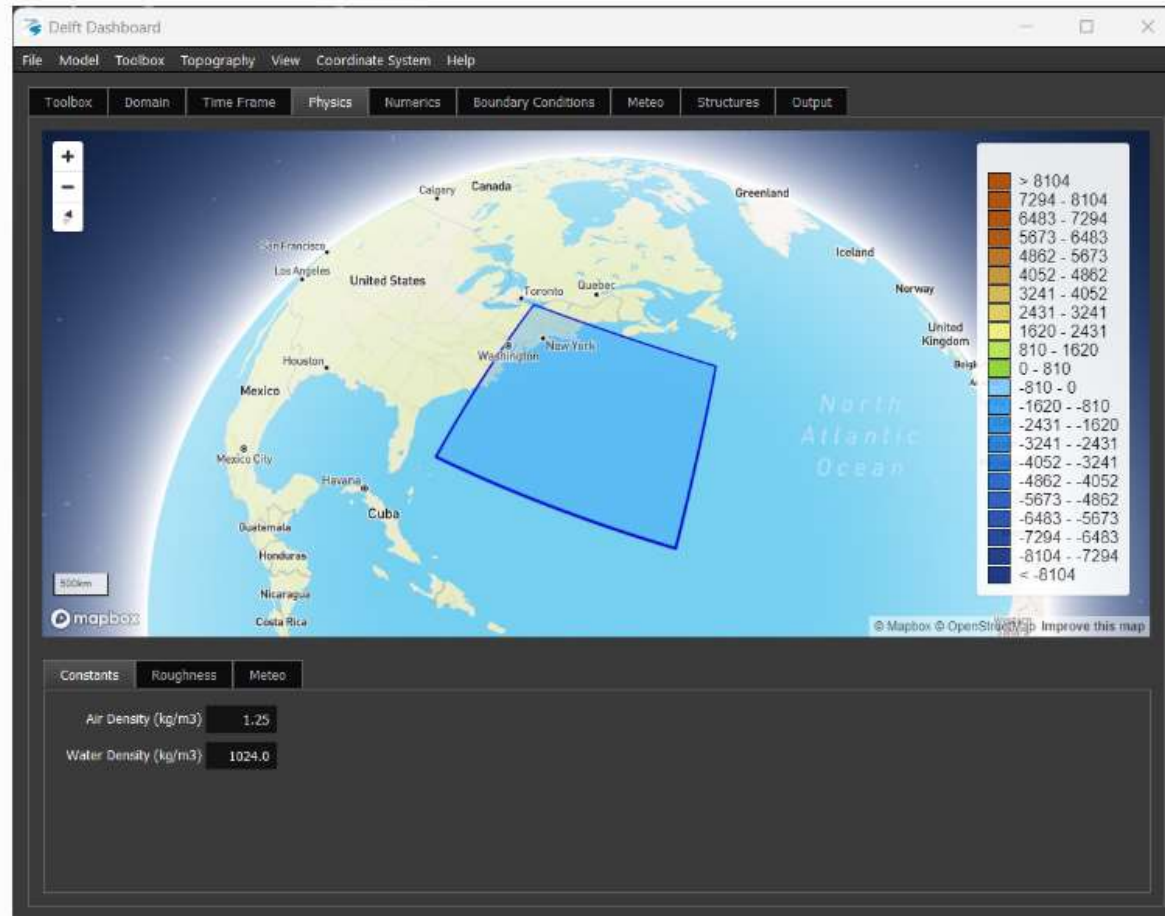 Delft Dashboard
File Model Toolbox Topography View Coordinate System Help
Toolbox Domain Time Frame Physics Numerics Boundary Conditions Meteo Structures Output
Calgary
Canada
Greenland
San Francisco
Los Angeles
United States
Toronto
Quebec
Iceland
Norway
United
Kingdom
New York
Washington
Houston
Mexico
Mexico City
Havana
Cuba
Guatemala
Honduras
Nicaragua
Costa Rica
North
Atlantic
Ocean
> 8104
7294 - 8104
6483 - 7294
5673 - 6483
4862 - 5673
4052 - 4862
3241 - 4052
2431 - 3241
1620 - 2431
810 - 1620
0 - 810
-810 - 0
-1620 - -810
-2431 - -1620
-3241 - -2431
-4052 - -3241
-4862 - -4052
-5673 - -4862
-6483 - -5673
-7294 - -6483
-8104 - -7294
< -8104
500km
mapbox
© Mapbox © OpenStreetMap Improve this map
Constants Roughness Meteo
Air Density (kg/m3) 1.25
Water Density (kg/m3) 1024.0